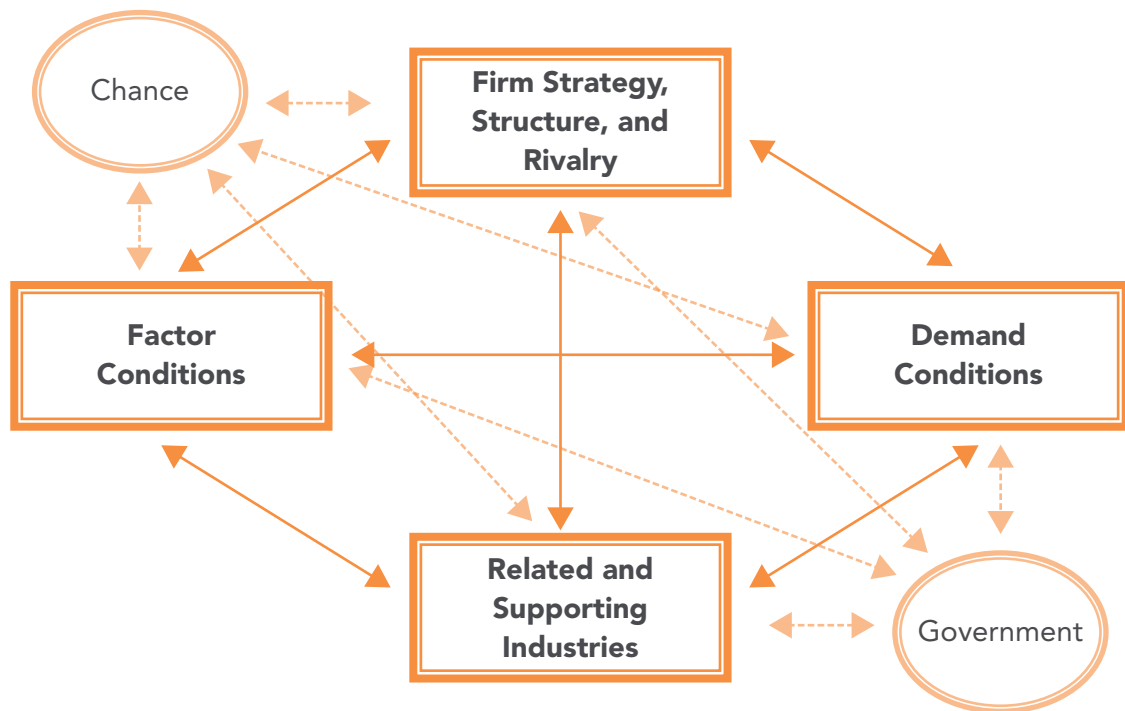 Chance
Firm Strategy,
Structure, and
Rivalry
Factor
Conditions
Demand
Conditions
Related and
Supporting
Industries
Government